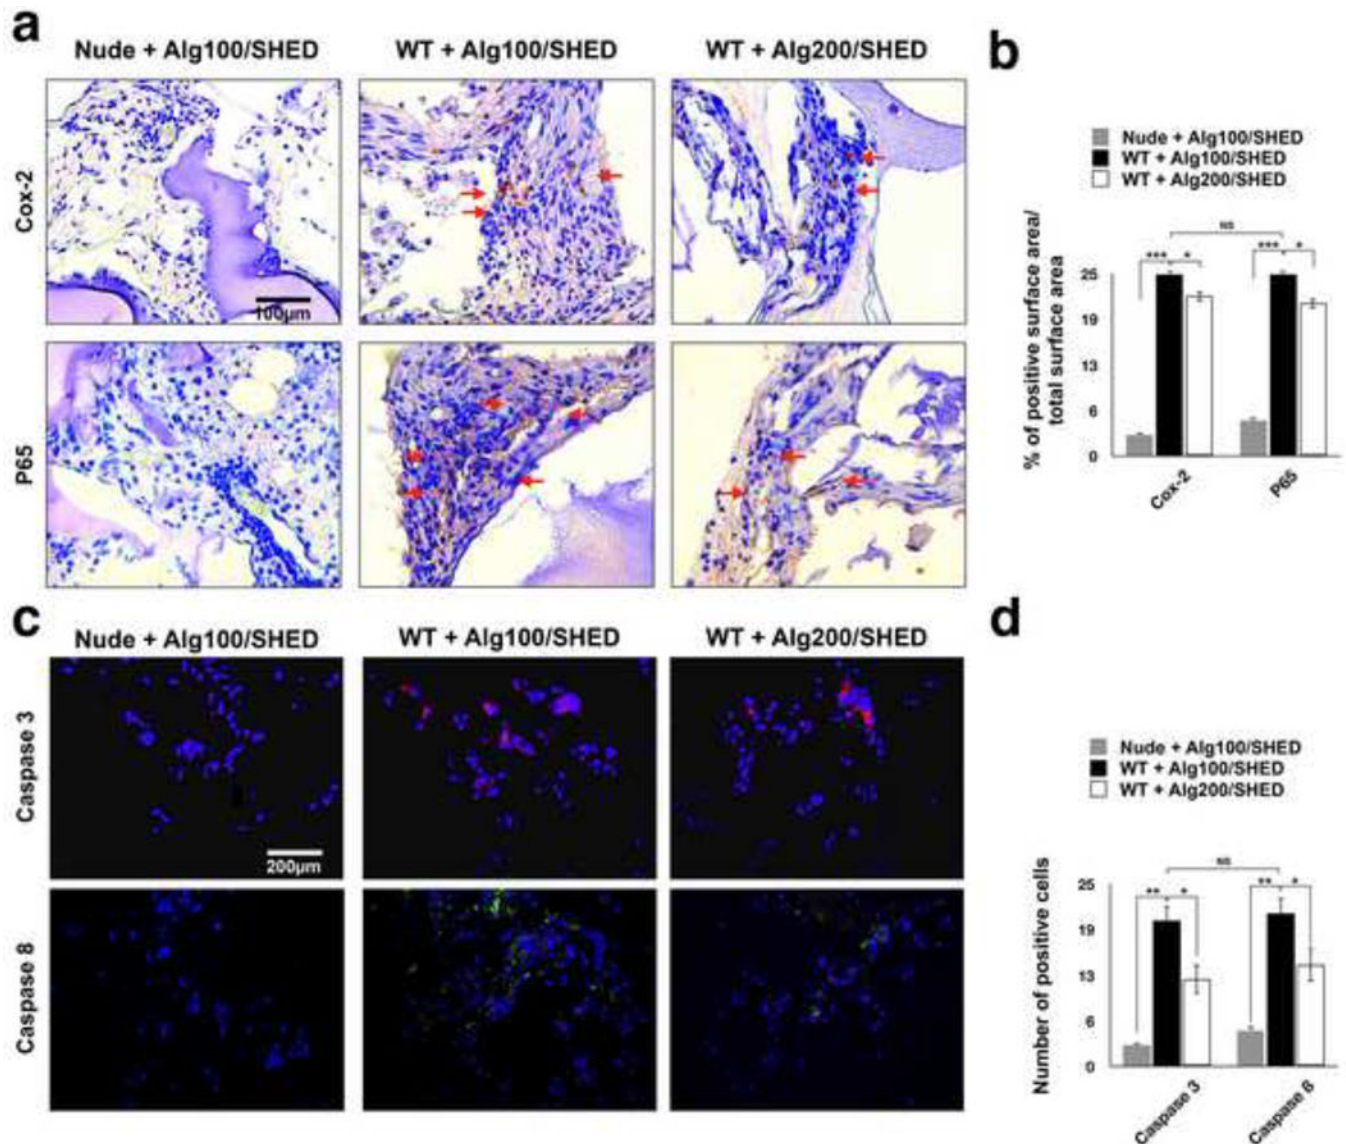 a
Nude + Alg100/SHED
WT + Alg100/SHED
WT + Alg200/SHED
Cox-2
100µm
P65
b
Nude + Alg100/SHED
WT + Alg100/SHED
WT + Alg200/SHED
% of positive surface area/
total surface area
25
19
13
6
0
NS
*** *
*** *
Cox-2
P65
c
Nude + Alg100/SHED
WT + Alg100/SHED
WT + Alg200/SHED
Caspase 3
200µm
Caspase 8
d
Nude + Alg100/SHED
WT + Alg100/SHED
WT + Alg200/SHED
Number of positive cells
25
19
13
6
0
NS
** *
** *
Caspase 3
Caspase 8